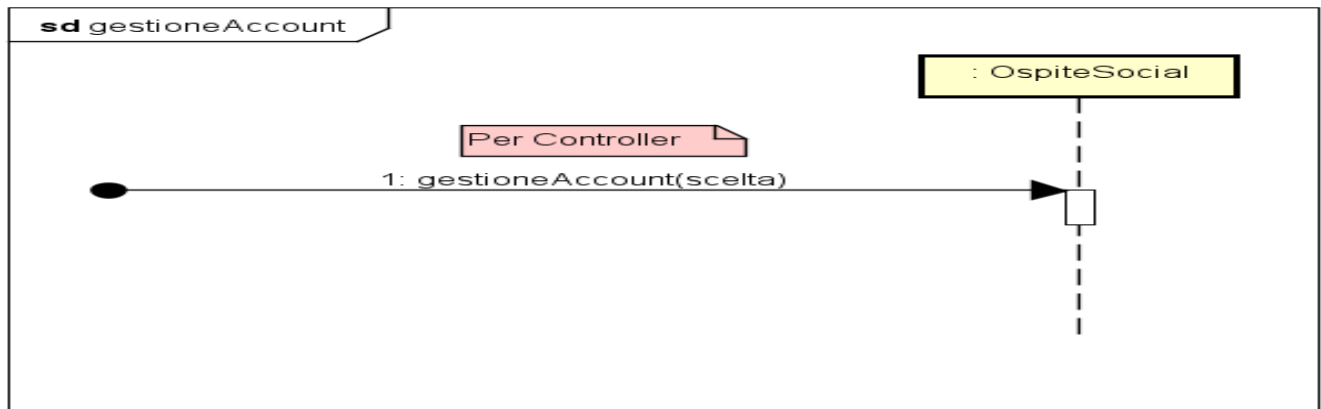 sd gestioneAccount
: OspiteSocial
Per Controller
1: gestioneAccount(scelta)